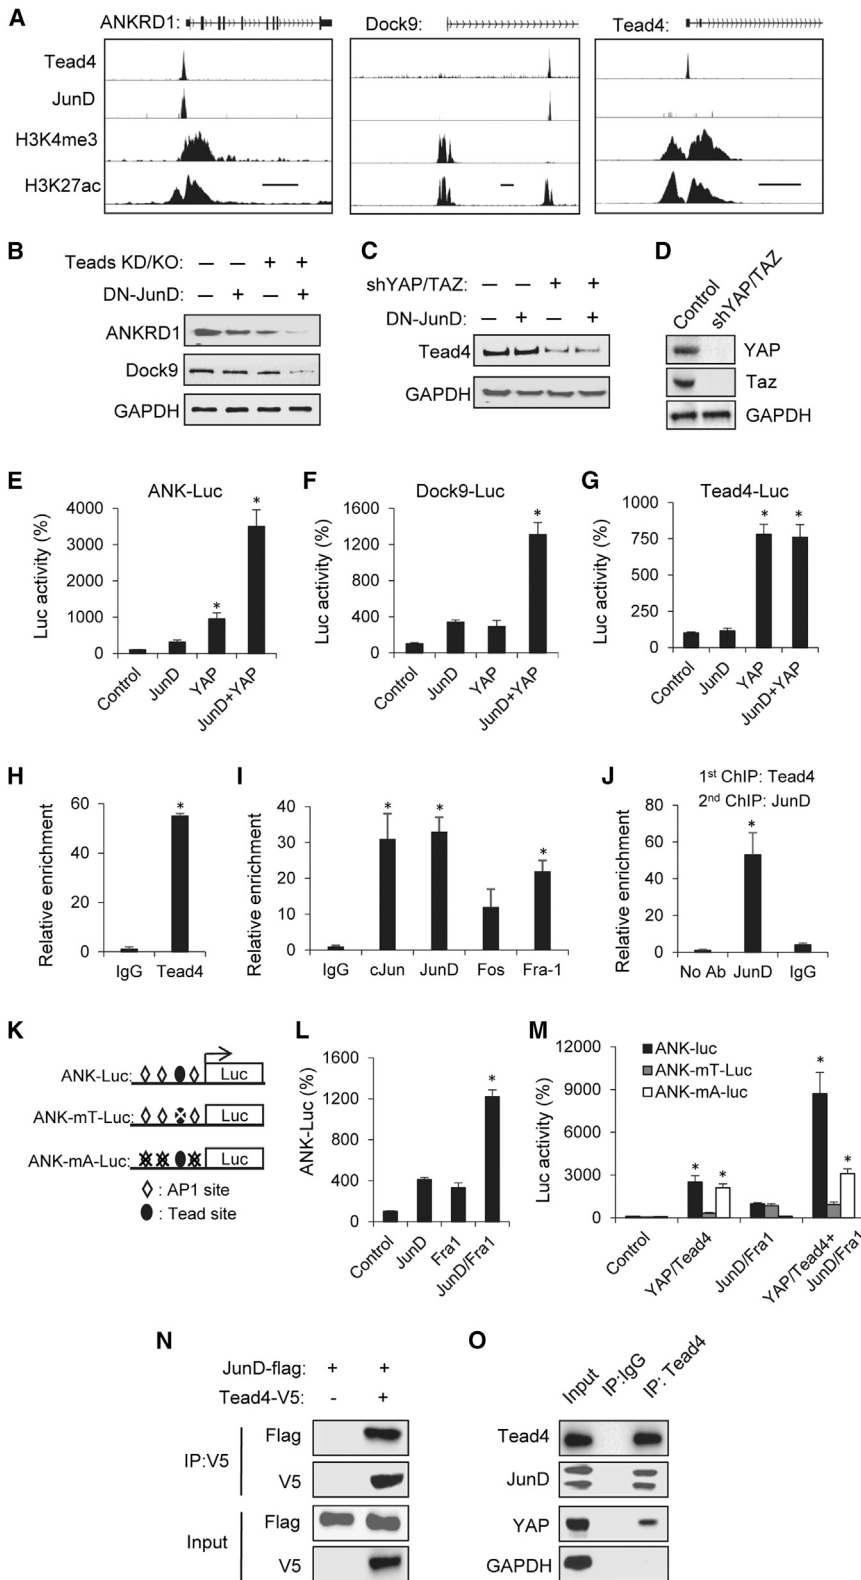 A
ANKRD1:
Dock9:
Tead4:
Tead4
JunD
H3K4me3
H3K27ac
B
Teads KD/KO: — — + +
DN-JunD: — + — +
ANKRD1
Dock9
GAPDH
C
shYAP/TAZ: — — + +
DN-JunD: — + — +
Tead4
GAPDH
D
Control
shYAP/TAZ
YAP
Taz
GAPDH
E
ANK-Luc
Luc activity (%)
4000
3000
2000
1000
0
Control
JunD
YAP
JunD+YAP
*
*
F
Dock9-Luc
Luc activity (%)
1600
1200
800
400
0
Control
JunD
YAP
JunD+YAP
*
G
Tead4-Luc
Luc activity (%)
1000
750
500
250
0
Control
JunD
YAP
JunD+YAP
*
*
H
Relative enrichment
60
40
20
0
IgG
Tead4
*
I
Relative enrichment
40
30
20
10
0
IgG
cJun
JunD
Fos
Fra-1
*
*
*
J
1st ChIP: Tead4
2nd ChIP: JunD
Relative enrichment
80
60
40
20
0
No Ab
JunD
IgG
*
K
ANK-Luc:
Luc
ANK-mT-Luc:
Luc
ANK-mA-Luc:
Luc
: AP1 site
: Tead site
L
ANK-Luc (%)
1600
1200
800
400
0
Control
JunD
Fra1
JunD/Fra1
*
M
ANK-luc
ANK-mT-Luc
ANK-mA-luc
Luc activity (%)
12000
9000
6000
3000
0
Control
YAP/Tead4
JunD/Fra1
YAP/Tead4+
JunD/Fra1
*
*
*
*
N
JunD-flag: + +
Tead4-V5: - +
IP:V5
Flag
V5
Input
Flag
V5
O
Input
IP:IgG
IP: Tead4
Tead4
JunD
YAP
GAPDH